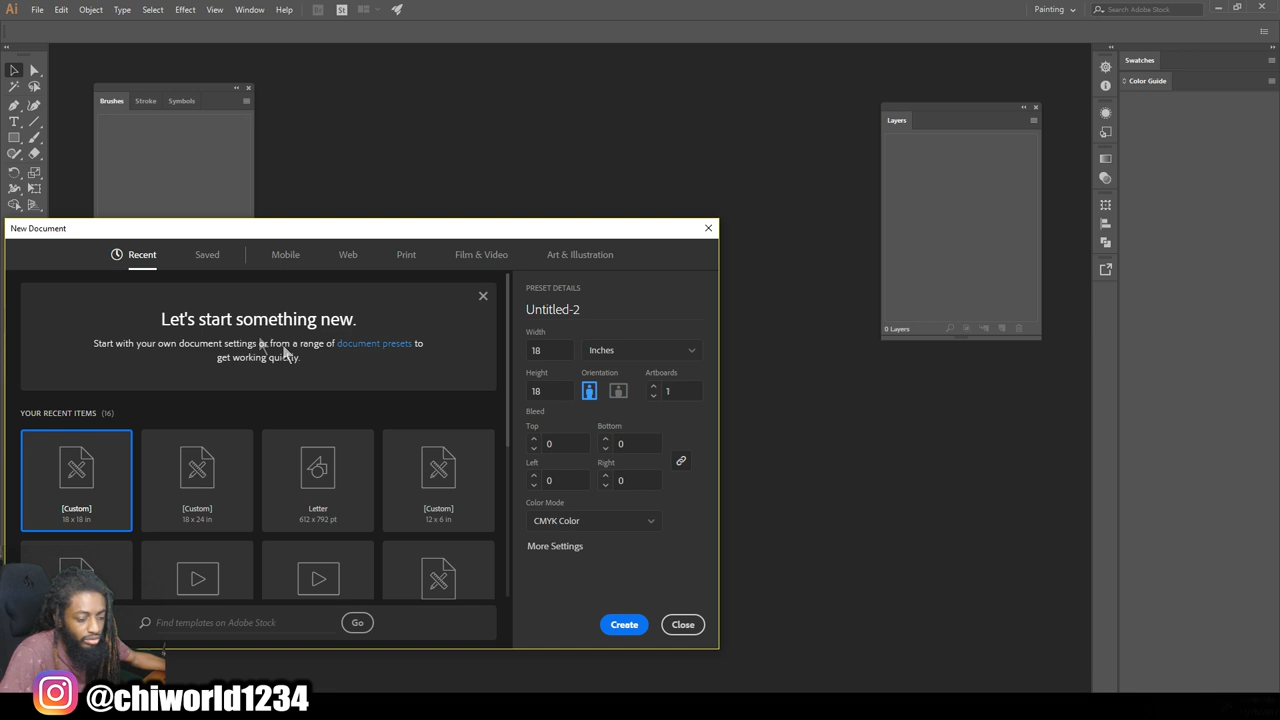 Ai File Edit Object Type Select Effect View Window Help Br St Painting Search Adobe Stock
Swatches
Color Guide
Brushes Stroke Symbols
Layers
0 Layers
New Document
Recent Saved Mobile Web Print Film & Video Art & Illustration
Let's start something new.
Start with your own document settings or from a range of document presets to
get working quickly.
YOUR RECENT ITEMS (16)
[Custom]
18 x 18 in
[Custom]
18 x 24 in
Letter
612 x 792 pt
[Custom]
12 x 6 in
Find templates on Adobe Stock Go
PRESET DETAILS
Untitled-2
Width
18 Inches
Height Orientation Artboards
18 1
Bleed
Top Bottom
0 0
Left Right
0 0
Color Mode
CMYK Color
More Settings
Create Close
@chiworld1234